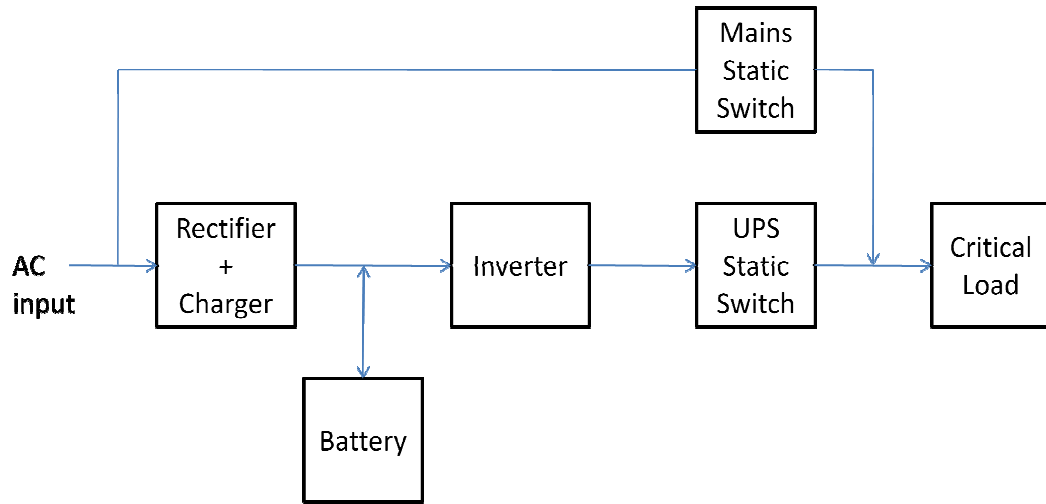 Mains
Static
Switch
AC
input
Rectifier
+
Charger
Inverter
UPS
Static
Switch
Critical
Load
Battery